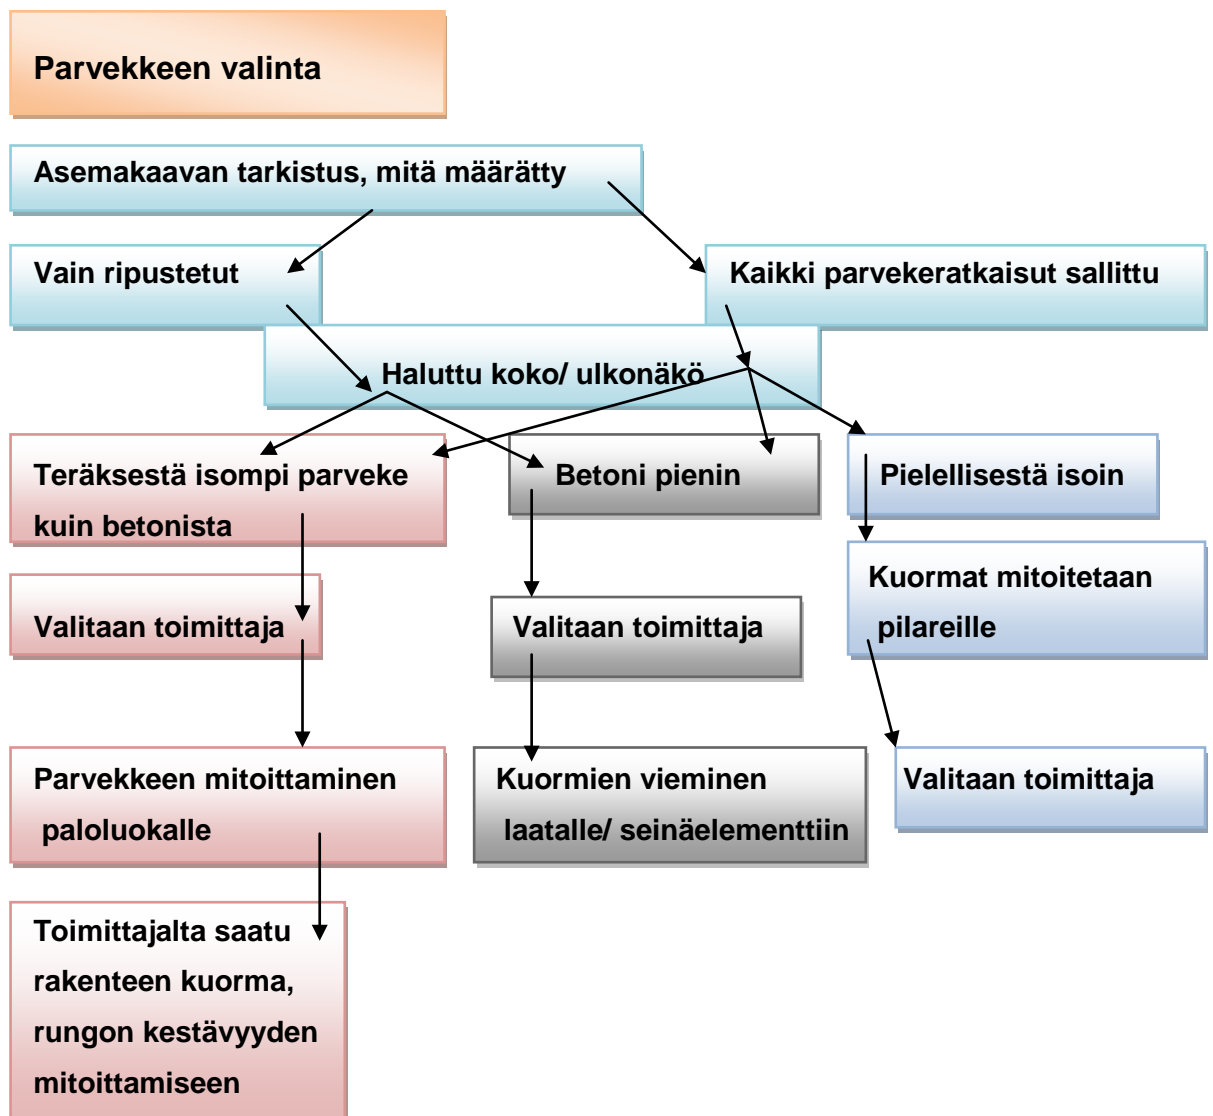 Parvekkeen valinta
Asemakaavan tarkistus, mitä määrätty
Vain ripustetut
Kaikki parvekeratkaisut sallittu
Haluttu koko/ ulkonäkö
Teräksestä isompi parveke
kuin betonista
Betoni pienin
Pielellisestä isoin
Valitaan toimittaja
Valitaan toimittaja
Kuormat mitoitetaan
pilareille
Parvekkeen mitoittaminen
paloluokalle
Kuormien vieminen
laatalle/ seinäelementtiin
Valitaan toimittaja
Toimittajalta saatu
rakenteen kuorma,
rungon kestävyyden
mitoittamiseen